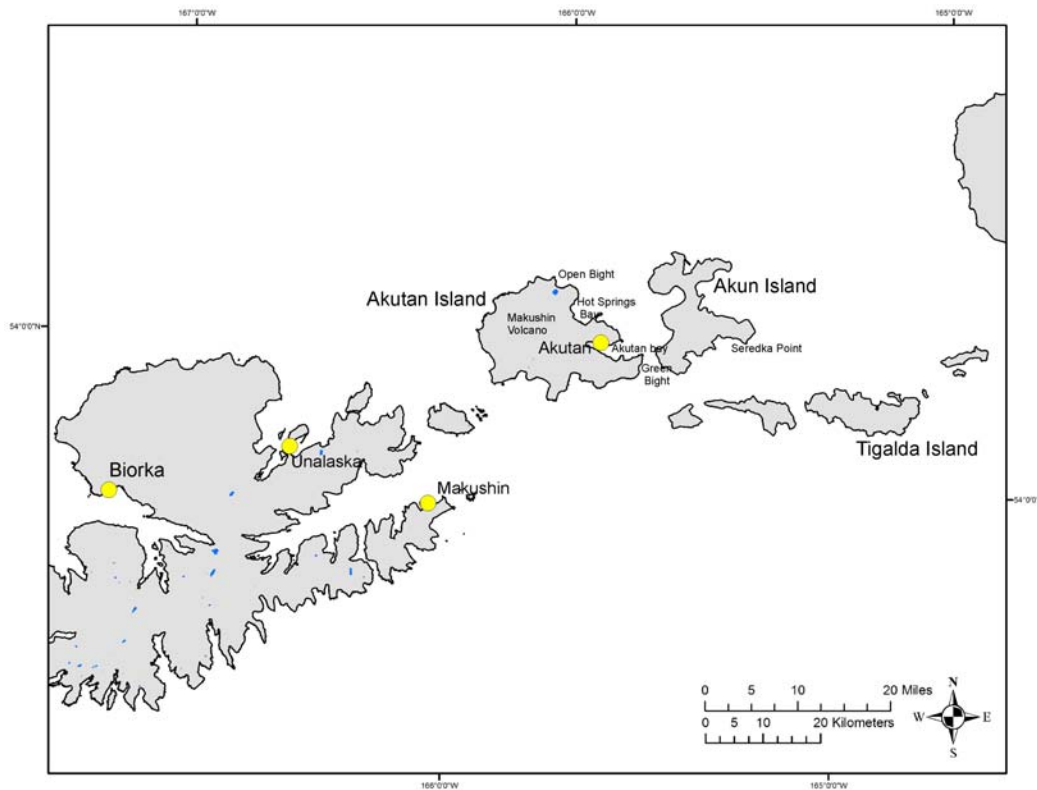 167°0'0"W
166°0'0"W
165°0'0"W
Open Bight
Akutan Island
Akun Island
Hot Springs
Bay
Makushin
Volcano
54°0'0"N
Akutan
Akutan bay
Seredka Point
Green
Bight
Tigalda Island
Unalaska
Biorka
Makushin
54°0'0"
0 5 10 20 Miles
0 5 10 20 Kilometers
N
W
E
S
166°0'0"W
165°0'0"W